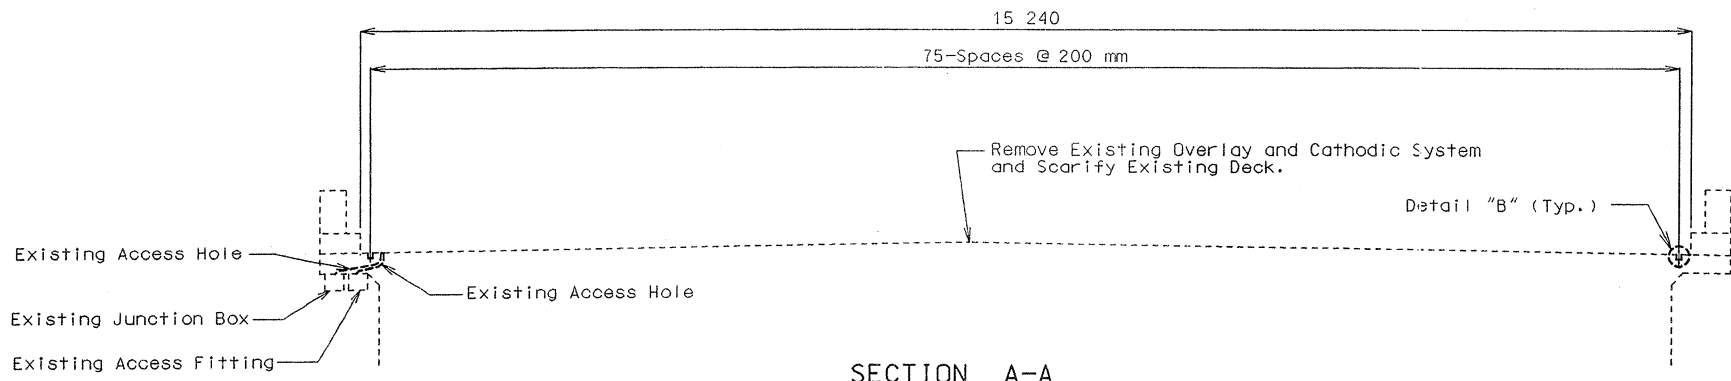 15 240
75-Spaces @ 200 mm
Remove Existing Overlay and Cathodic System
and Scarify Existing Deck.
Detail "B" (Typ.)
Existing Access Hole
Existing Access Hole
Existing Junction Box
Existing Access Fitting
SECTION A-A